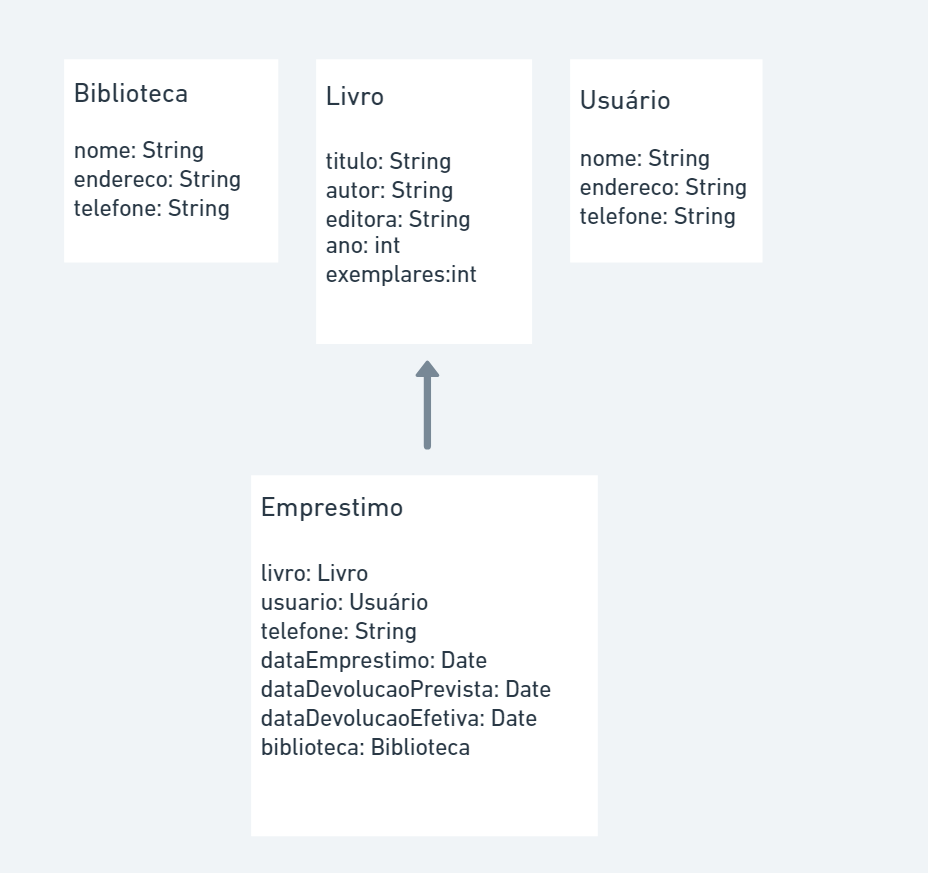 Biblioteca
nome: String
endereco: String
telefone: String
Livro
titulo: String
autor: String
editora: String
ano: int
exemplares:int
Usuário
nome: String
endereco: String
telefone: String
Emprestimo
livro: Livro
usuario: Usuário
telefone: String
dataEmprestimo: Date
dataDevolucaoPrevista: Date
dataDevolucaoEfetiva: Date
biblioteca: Biblioteca